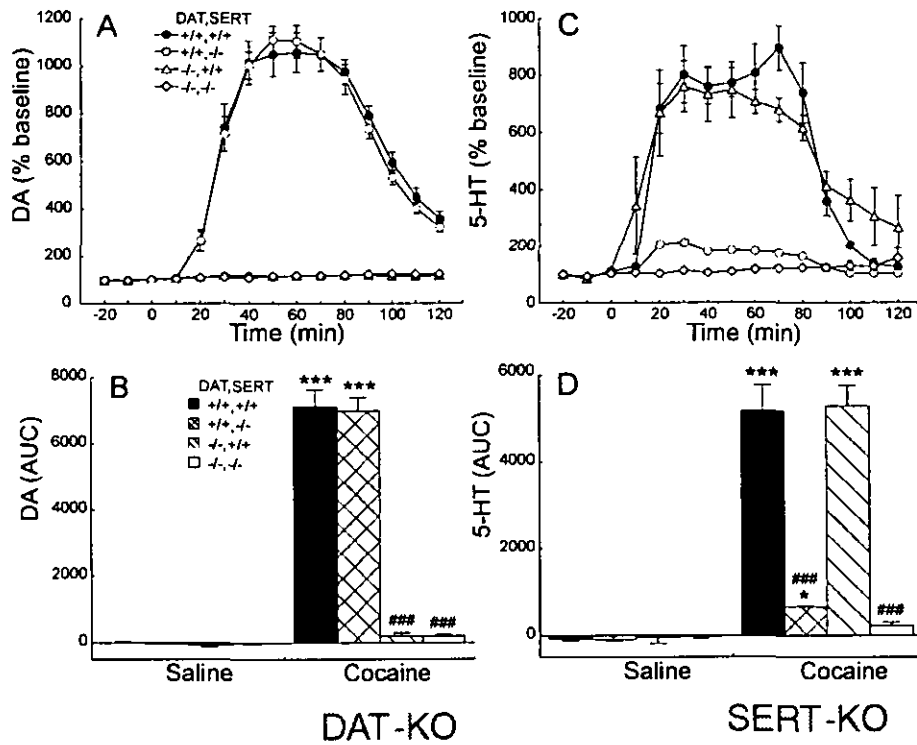 A
DA (% baseline)
1200
1000
800
600
400
200
0
DAT,SERT
+/+,+/+
+/+,-/-
-/-,+/+
-/-,-/-
-20 0 20 40 60 80 100 120
Time (min)
C
5-HT (% baseline)
1000
800
600
400
200
0
-20 0 20 40 60 80 100 120
Time (min)
B
DA (AUC)
8000
6000
4000
2000
0
DAT,SERT
+/+,+/+
+/+,-/-
-/-,+/+
-/-,-/-
*** ***
### ###
Saline Cocaine
D
5-HT (AUC)
6000
4000
2000
0
*** ***
###
*
###
Saline Cocaine
DAT-KO
SERT-KO